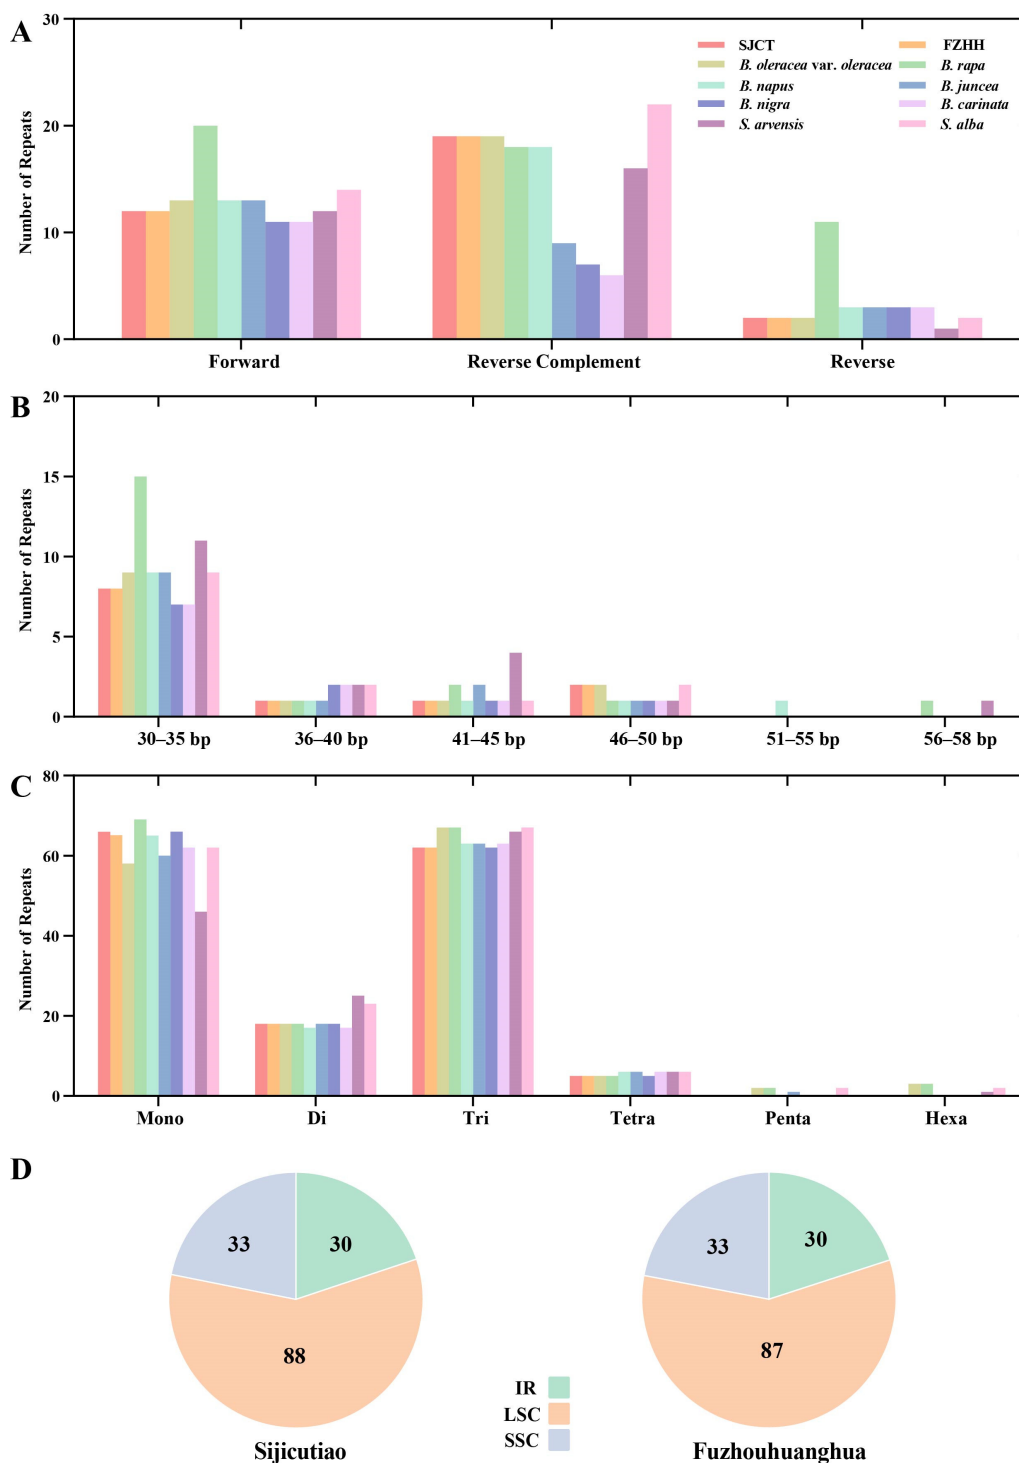 A
30
20
10
0
Number of Repeats
SJCT
FZHH
B. oleracea var. oleracea
B. rapa
B. napus
B. juncea
B. nigra
B. carinata
S. arvensis
S. alba
Forward
Reverse Complement
Reverse
B
20
15
10
5
0
Number of Repeats
30–35 bp
36–40 bp
41–45 bp
46–50 bp
51–55 bp
56–58 bp
C
80
60
40
20
0
Number of Repeats
Mono
Di
Tri
Tetra
Penta
Hexa
D
33
30
88
Sijicutiao
33
30
87
Fuzhouhuanghua
IR
LSC
SSC